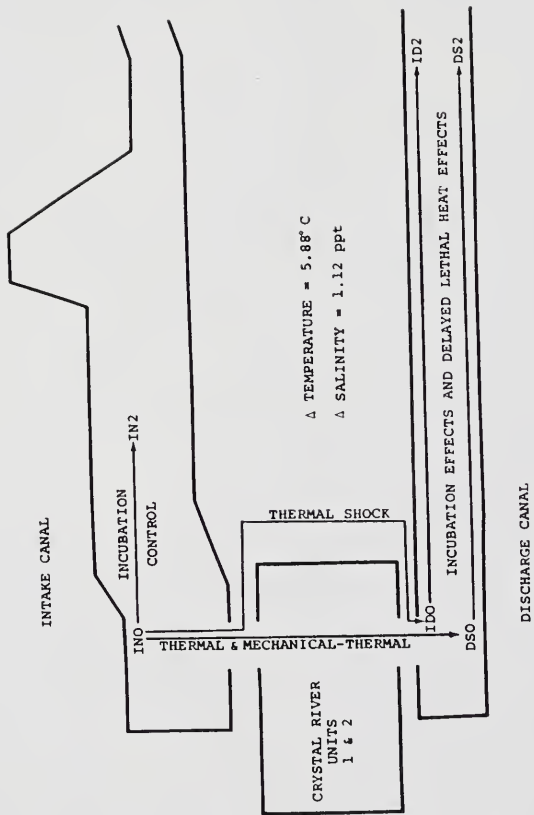 INTAKE CANAL
INCUBATION
CONTROL
INO
IN2
THERMAL SHOCK
THERMAL & MECHANICAL-THERMAL
CRYSTAL RIVER
UNITS
1 & 2
Δ TEMPERATURE = 5.88° C
Δ SALINITY = 1.12 ppt
IDO
ID2
INCUBATION EFFECTS AND DELAYED LETHAL HEAT EFFECTS
DSO
DS2
DISCHARGE CANAL